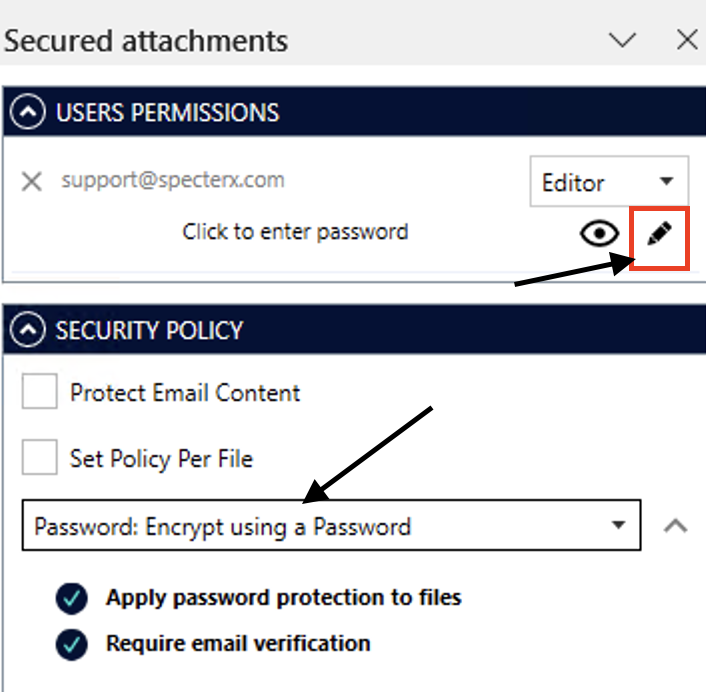 Secured attachments
USERS PERMISSIONS
support@specterx.com
Editor
Click to enter password
SECURITY POLICY
Protect Email Content
Set Policy Per File
Password: Encrypt using a Password
Apply password protection to files
Require email verification